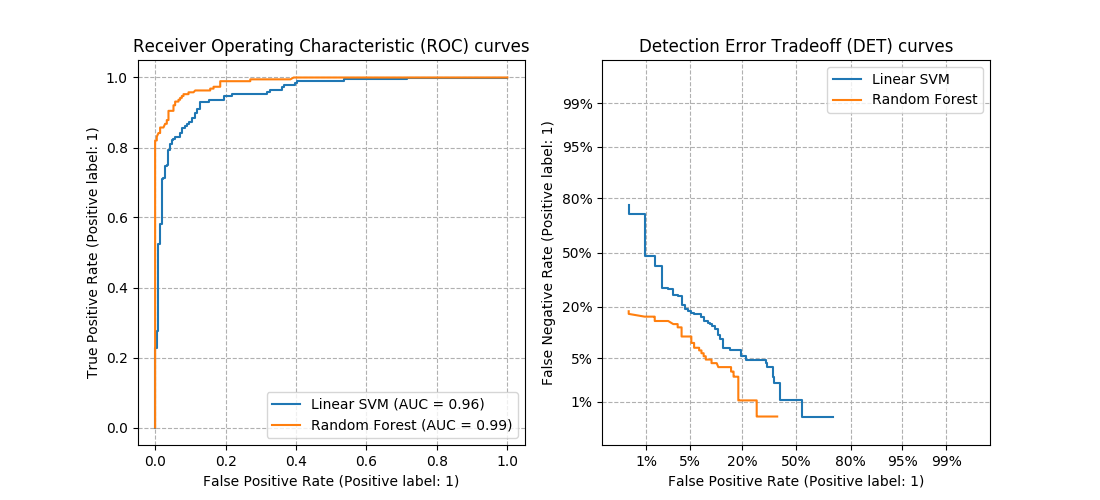 Receiver Operating Characteristic (ROC) curves
True Positive Rate (Positive label: 1)
1.0
0.8
0.6
0.4
0.2
0.0
Linear SVM (AUC = 0.96)
Random Forest (AUC = 0.99)
0.0 0.2 0.4 0.6 0.8 1.0
False Positive Rate (Positive label: 1)
Detection Error Tradeoff (DET) curves
False Negative Rate (Positive label: 1)
99%
95%
80%
50%
20%
5%
1%
Linear SVM
Random Forest
1% 5% 20% 50% 80% 95% 99%
False Positive Rate (Positive label: 1)